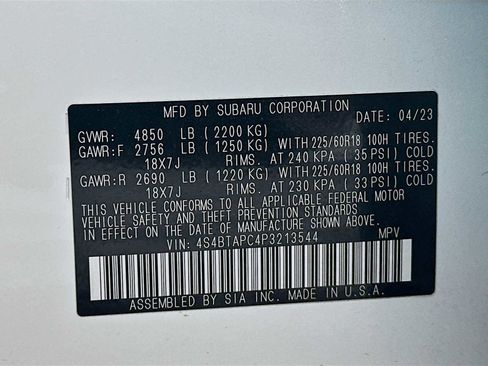 MFD BY SUBARU CORPORATION DATE: 04/23
GVWR: 4850 LB (2200 KG)
GAWR:F 2756 LB (1250 KG) WITH 225/60R18 100H TIRES.
18X7J RIMS. AT 240 KPA (35 PSI) COLD
GAWR:R 2690 LB (1220 KG) WITH 225/60R18 100H TIRES.
18X7J RIMS. AT 230 KPA (33 PSI) COLD
THIS VEHICLE CONFORMS TO ALL APPLICABLE FEDERAL MOTOR
VEHICLE SAFETY AND THEFT PREVENTION STANDARDS IN EFFECT
ON THE DATE OF MANUFACTURE SHOWN ABOVE.
VIN: 4S4BTAPC4P3213544 MPV
ASSEMBLED BY SIA INC. MADE IN U.S.A.